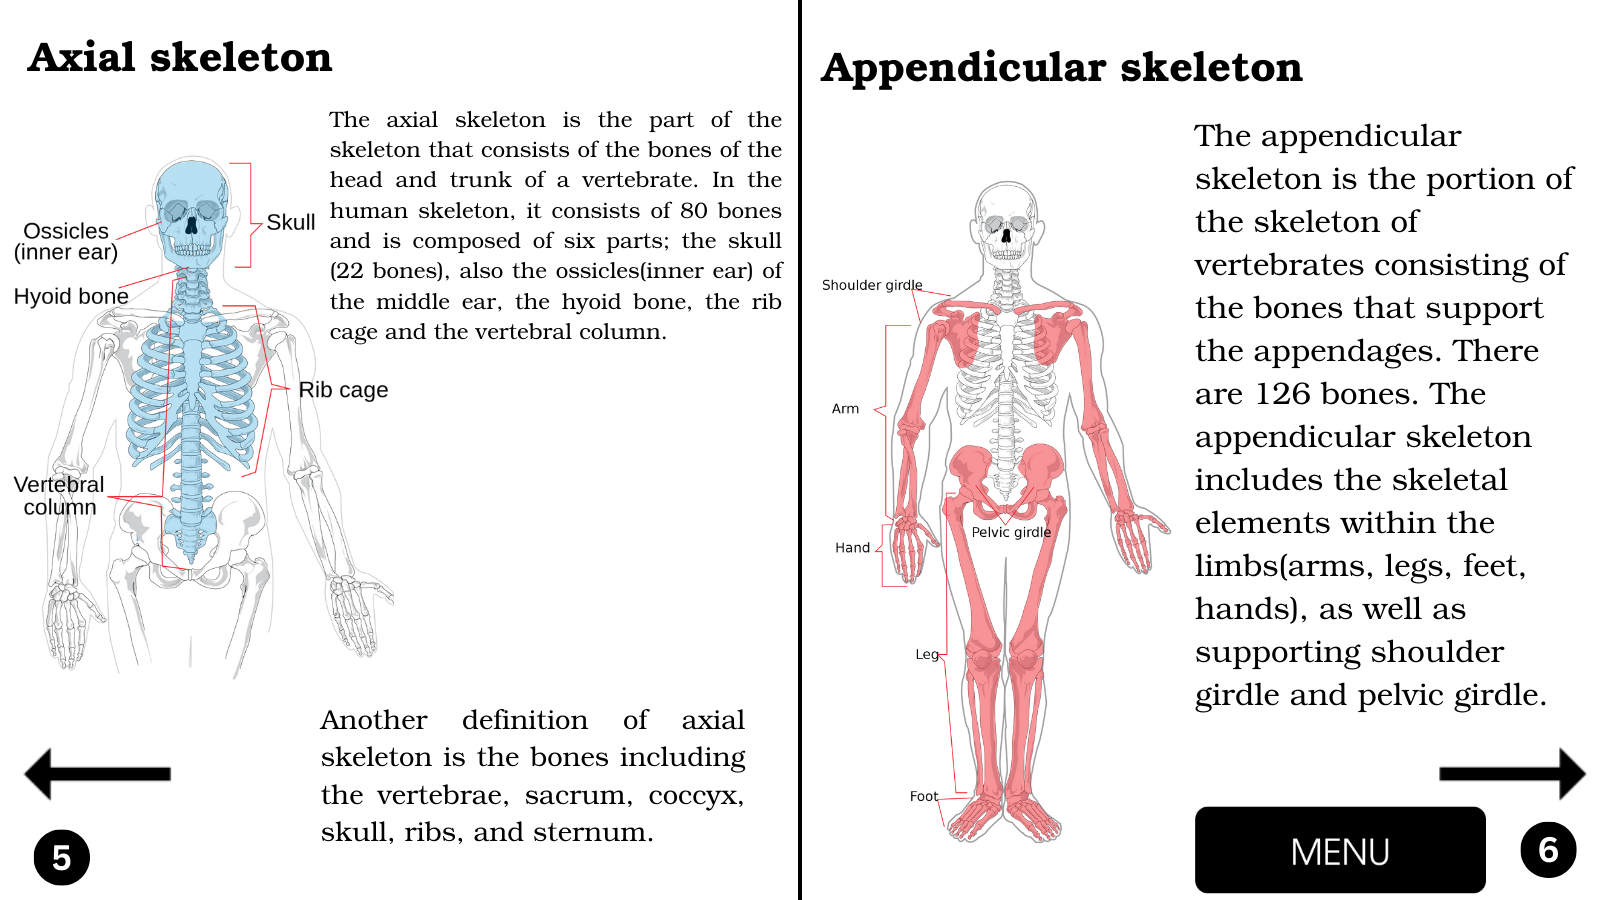 Axial skeleton
The axial skeleton is the part of the
skeleton that consists of the bones of the
head and trunk of a vertebrate. In the
human skeleton, it consists of 80 bones
and is composed of six parts; the skull
(22 bones), also the ossicles(inner ear) of
the middle ear, the hyoid bone, the rib
cage and the vertebral column.
Ossicles
(inner ear)
Skull
Hyoid bone
Rib cage
Vertebral
column
Another definition of axial
skeleton is the bones including
the vertebrae, sacrum, coccyx,
skull, ribs, and sternum.
5
Appendicular skeleton
The appendicular
skeleton is the portion of
the skeleton of
vertebrates consisting of
the bones that support
the appendages. There
are 126 bones. The
appendicular skeleton
includes the skeletal
elements within the
limbs(arms, legs, feet,
hands), as well as
supporting shoulder
girdle and pelvic girdle.
Shoulder girdle
Arm
Pelvic girdle
Hand
Leg
Foot
MENU
6